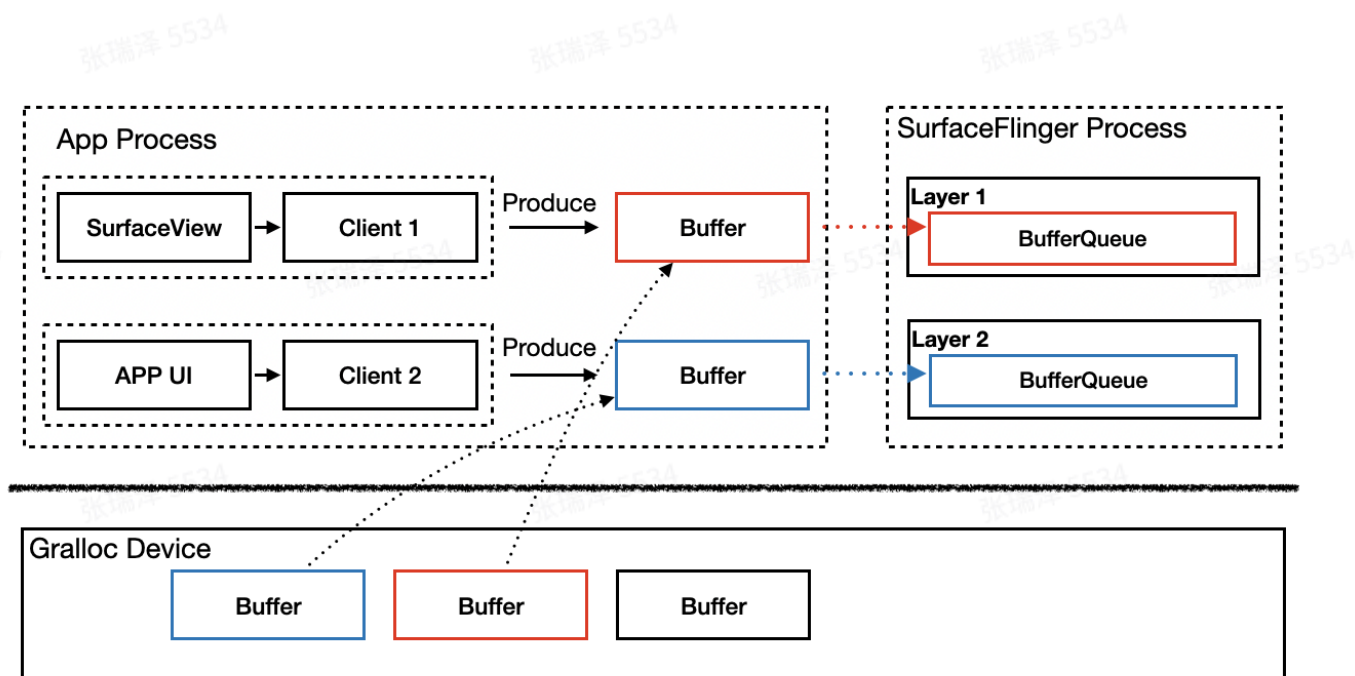 张瑞泽 5534
张瑞泽 5534
张瑞泽 5534
App Process
SurfaceFlinger Process
SurfaceView
Client 1
Produce
Buffer
Layer 1
BufferQueue
张瑞泽 5534
张瑞泽 5534
张瑞泽 5534
APP UI
Client 2
Produce
Buffer
Layer 2
BufferQueue
张瑞泽 5534
张瑞泽 5534
张瑞泽 5534
Gralloc Device
Buffer
Buffer
Buffer